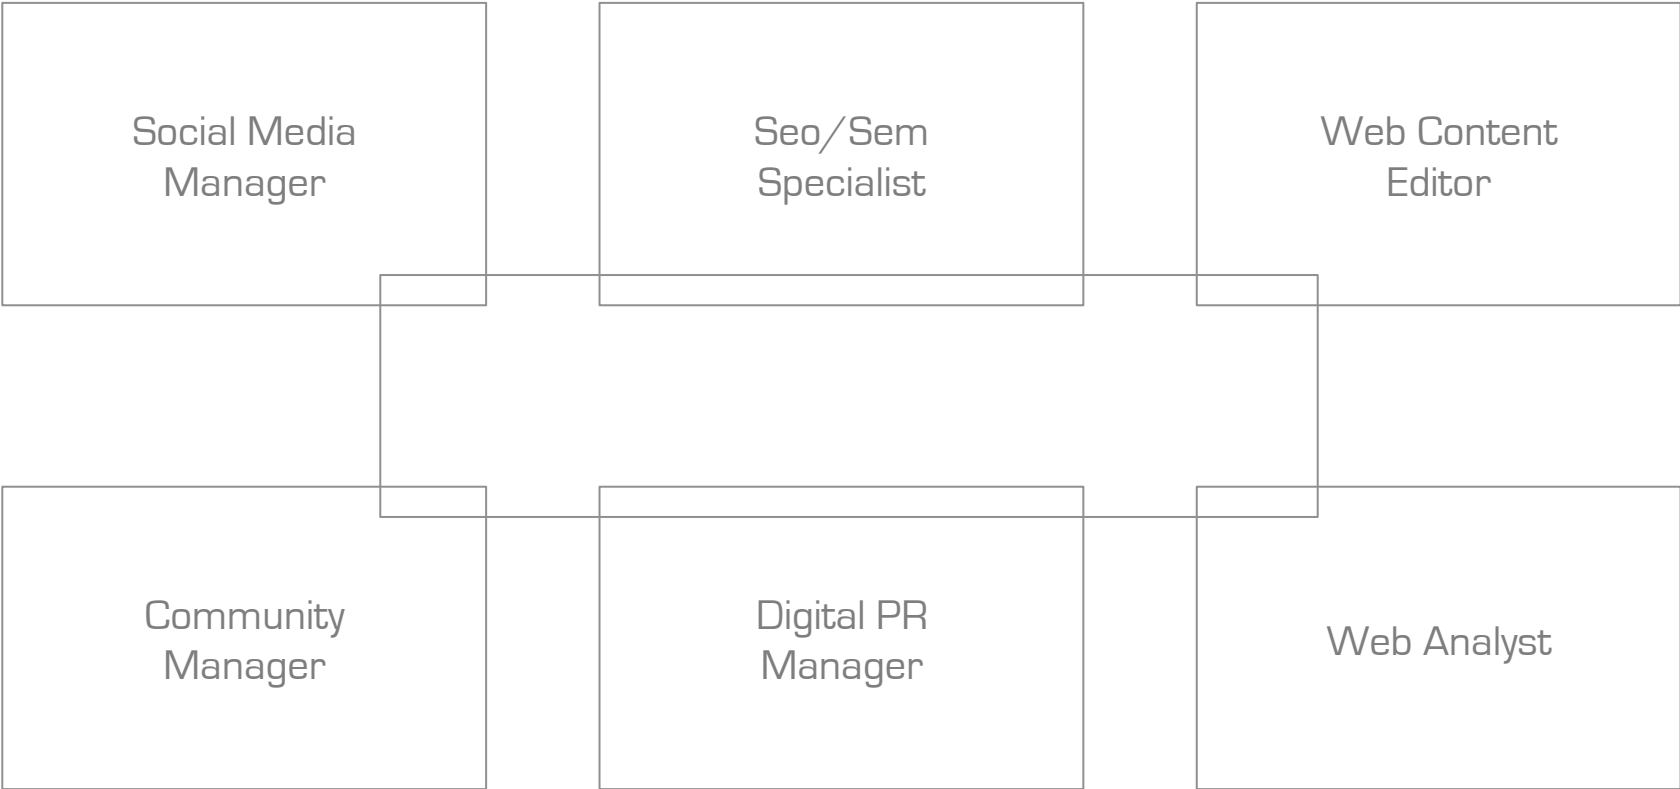 Social Media
Manager
Seo/Sem
Specialist
Web Content
Editor
Community
Manager
Digital PR
Manager
Web Analyst